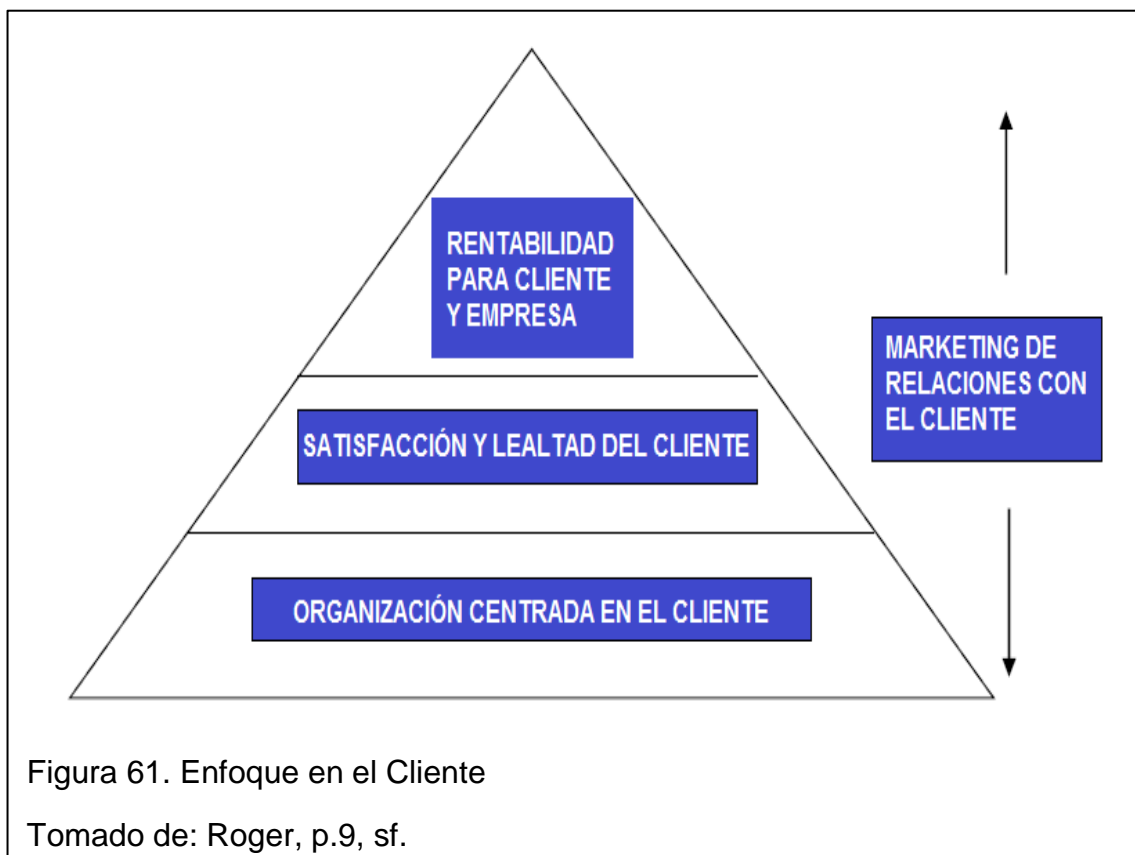 RENTABILIDAD
PARA CLIENTE
Y EMPRESA
MARKETING DE
RELACIONES CON
EL CLIENTE
SATISFACCIÓN Y LEALTAD DEL CLIENTE
ORGANIZACIÓN CENTRADA EN EL CLIENTE
Figura 61. Enfoque en el Cliente
Tomado de: Roger, p.9, sf.